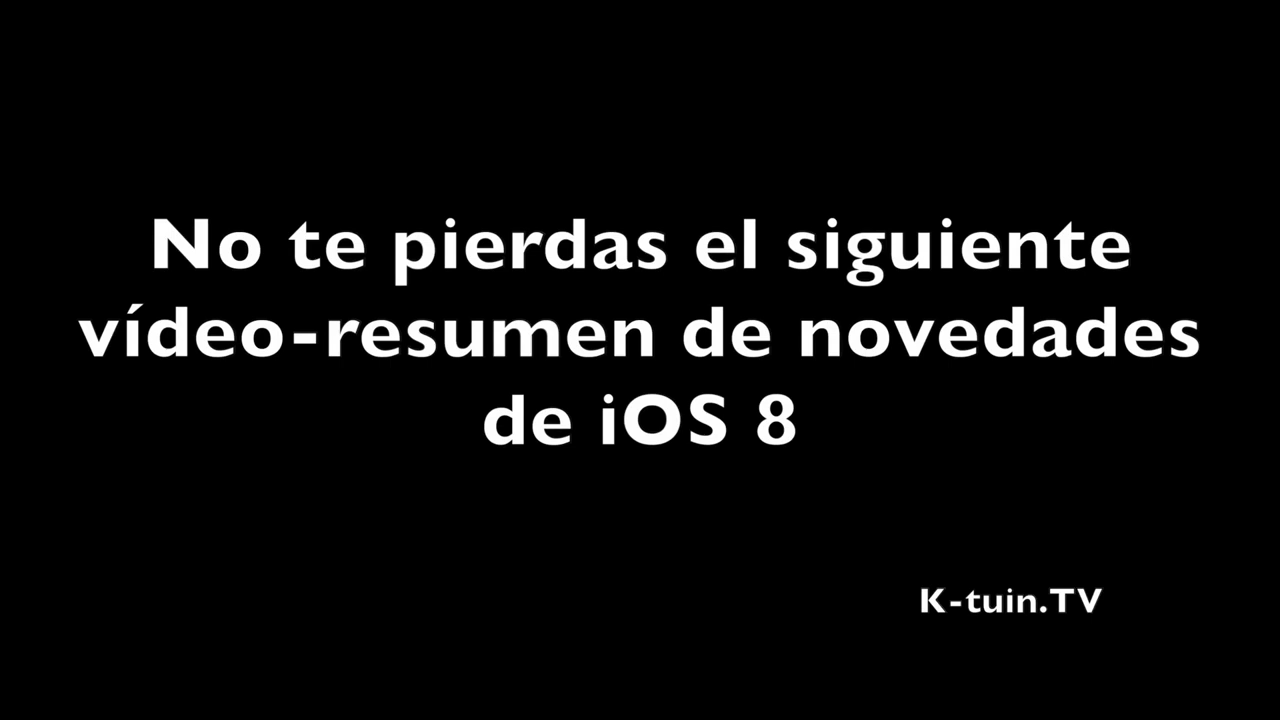 No te pierdas el siguiente
vídeo-resumen de novedades
de iOS 8
K-tuin.TV